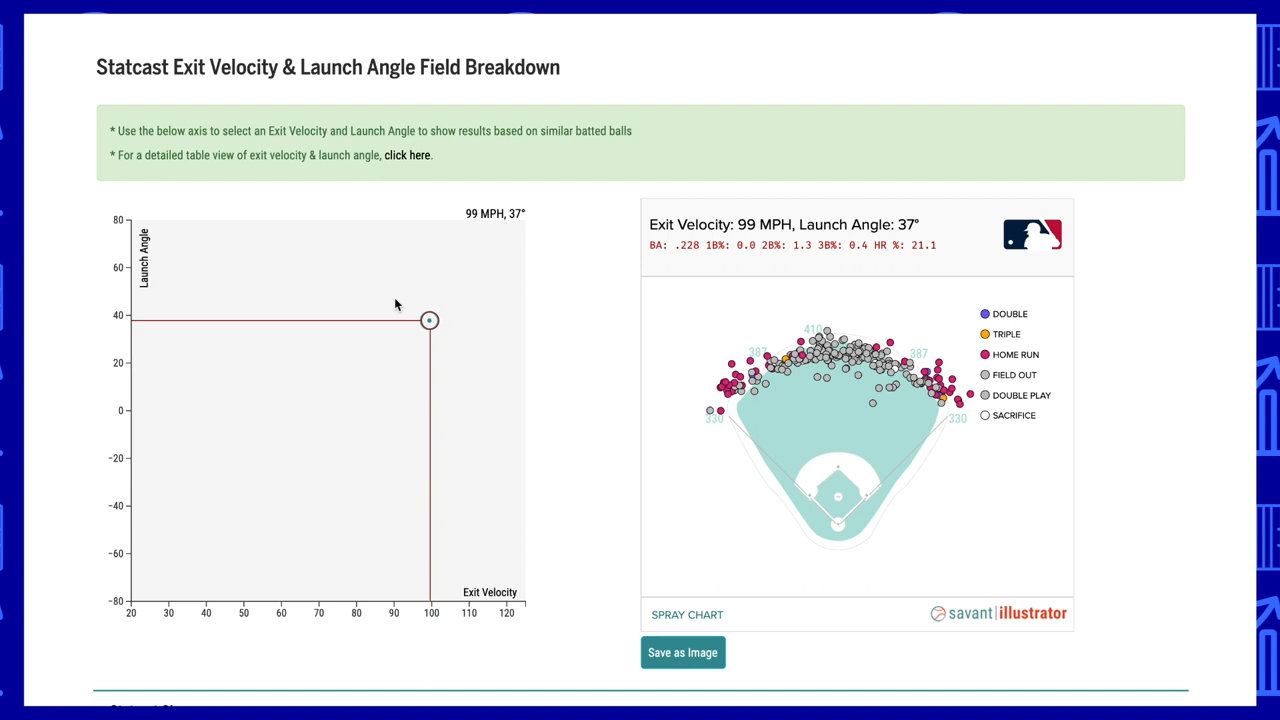 Statcast Exit Velocity & Launch Angle Field Breakdown
* Use the below axis to select an Exit Velocity and Launch Angle to show results based on similar batted balls
* For a detailed table view of exit velocity & launch angle, click here.
99 MPH, 37°
Launch Angle
80
60
40
20
0
-20
-40
-60
-80
Exit Velocity
20 30 40 50 60 70 80 90 100 110 120
Exit Velocity: 99 MPH, Launch Angle: 37°
BA: .228 1B%: 0.0 2B%: 1.3 3B%: 0.4 HR %: 21.1
410
387
387
330
330
DOUBLE
TRIPLE
HOME RUN
FIELD OUT
DOUBLE PLAY
SACRIFICE
SPRAY CHART
savant|illustrator
Save as Image